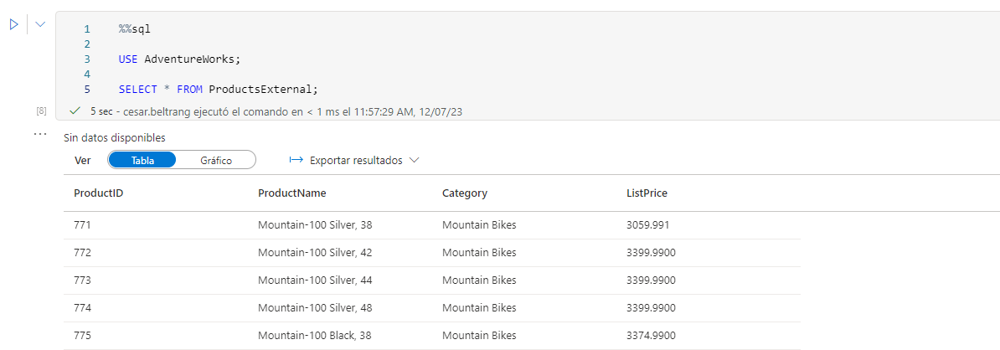 1 %%sql
2
3 USE AdventureWorks;
4
5 SELECT * FROM ProductsExternal;
[8] 5 sec - cesar.beltrang ejecutó el comando en < 1 ms el 11:57:29 AM, 12/07/23
Sin datos disponibles
Ver Tabla Gráfico Exportar resultados
ProductID ProductName Category ListPrice
771 Mountain-100 Silver, 38 Mountain Bikes 3059.991
772 Mountain-100 Silver, 42 Mountain Bikes 3399.9900
773 Mountain-100 Silver, 44 Mountain Bikes 3399.9900
774 Mountain-100 Silver, 48 Mountain Bikes 3399.9900
775 Mountain-100 Black, 38 Mountain Bikes 3374.9900